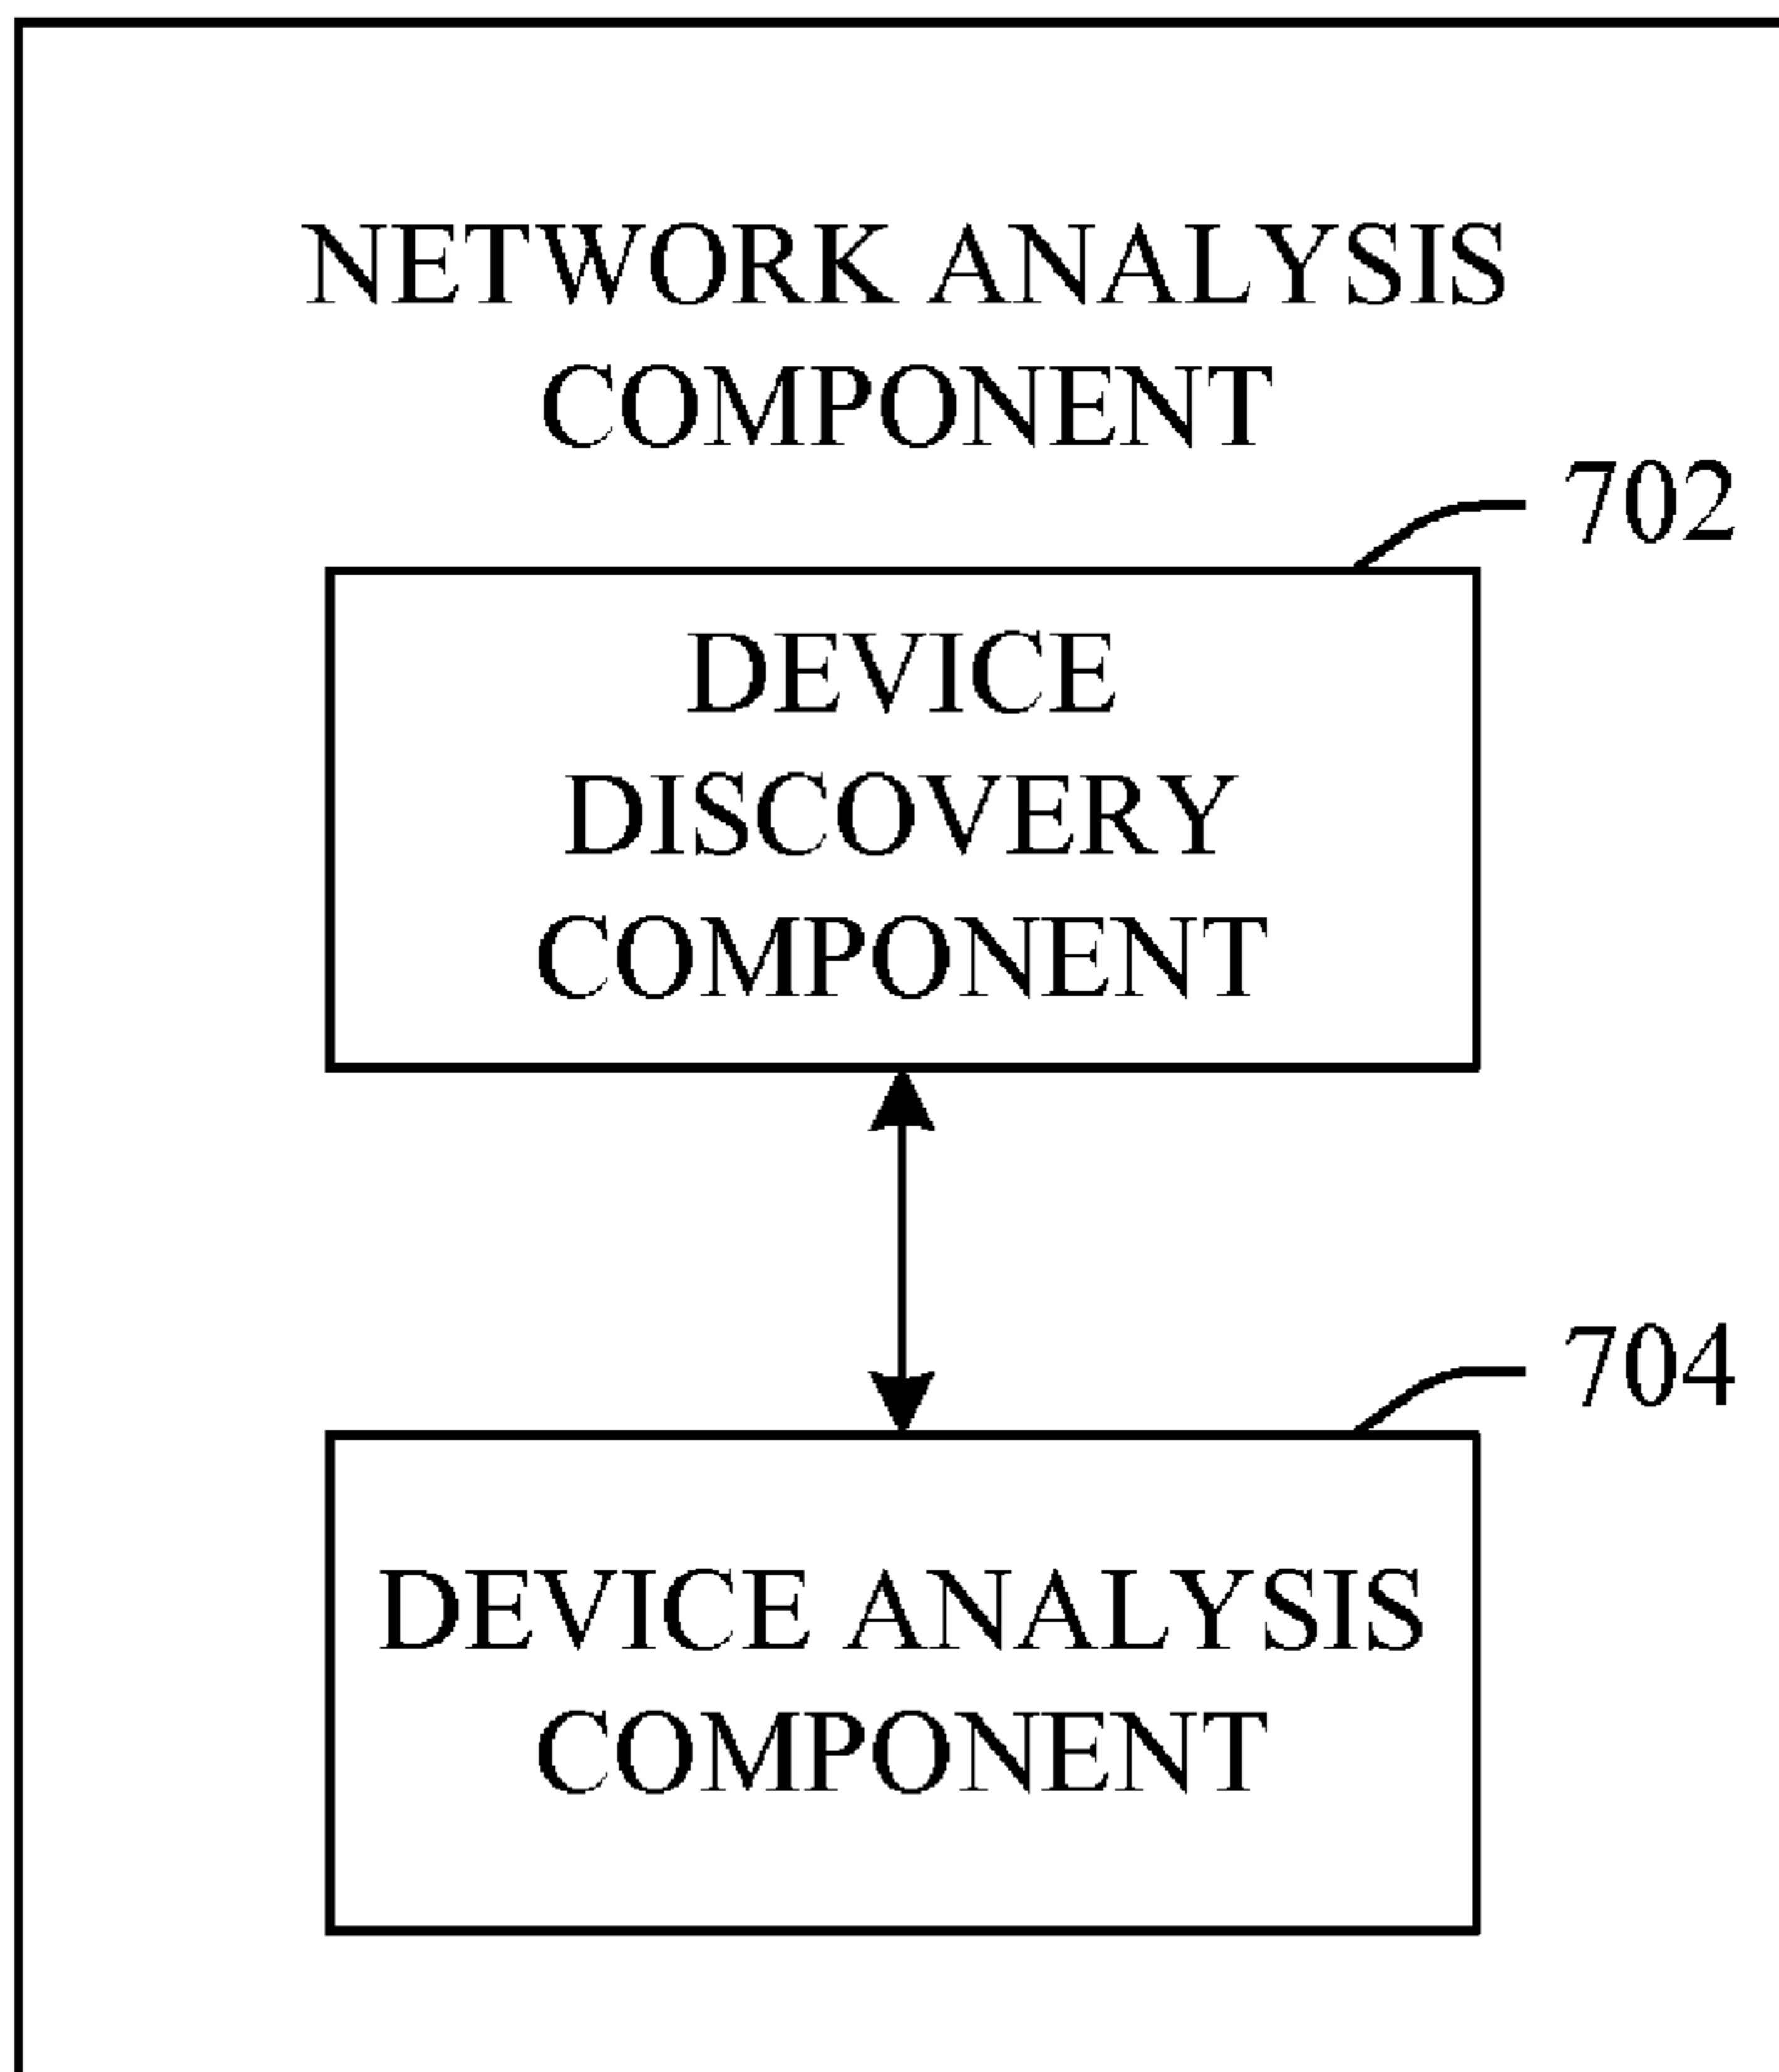 NETWORK ANALYSIS
COMPONENT
702
DEVICE
DISCOVERY
COMPONENT
704
DEVICE ANALYSIS
COMPONENT